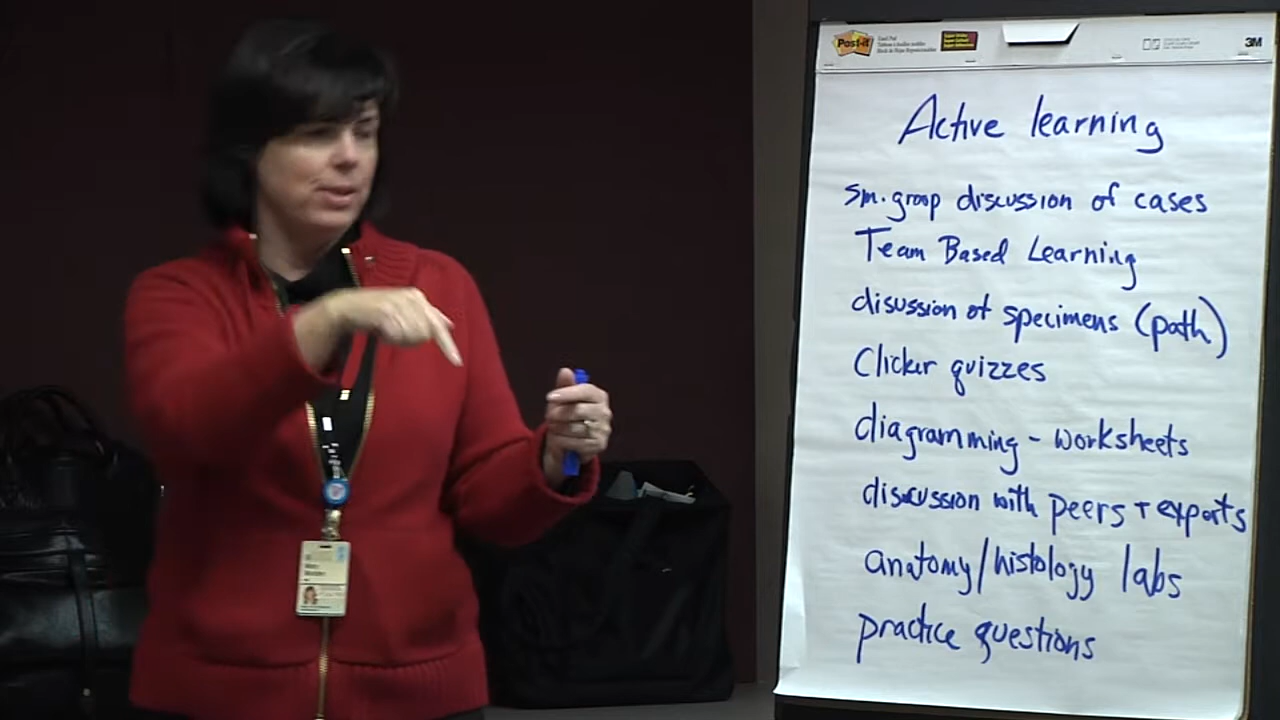 Post-it
3M
Active learning
sm. group discussion of cases
Team Based Learning
disussion of specimens (path)
Clicker quizzes
diagramming - worksheets
discussion with peers + experts
anatomy/histology labs
practice questions